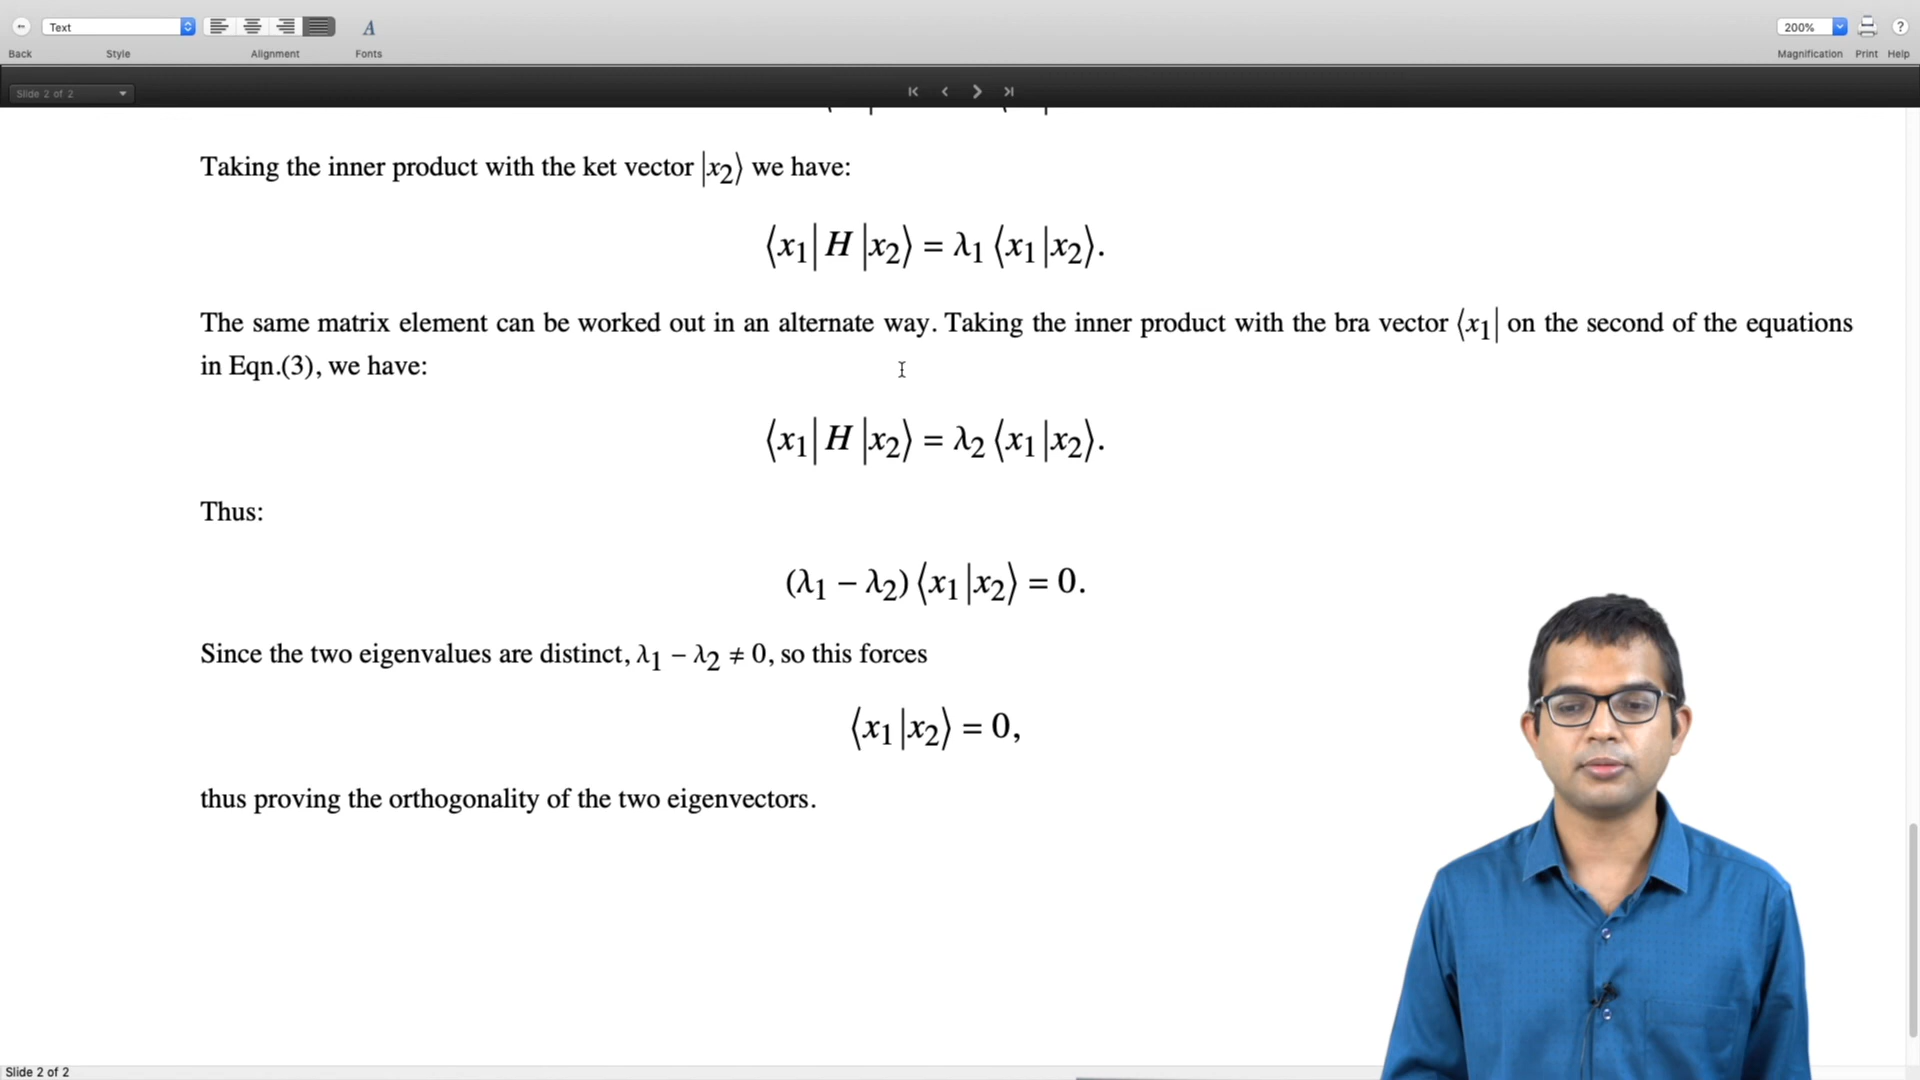 Text
200%
Back
Style
Alignment
Fonts
Magnification
Print
Help
Slide 2 of 2
Taking the inner product with the ket vector |x₂⟩ we have:
⟨x₁| H |x₂⟩ = λ₁ ⟨x₁|x₂⟩.
The same matrix element can be worked out in an alternate way. Taking the inner product with the bra vector ⟨x₁| on the second of the equations
in Eqn.(3), we have:
⟨x₁| H |x₂⟩ = λ₂ ⟨x₁|x₂⟩.
Thus:
(λ₁ − λ₂) ⟨x₁|x₂⟩ = 0.
Since the two eigenvalues are distinct, λ₁ − λ₂ ≠ 0, so this forces
⟨x₁|x₂⟩ = 0,
thus proving the orthogonality of the two eigenvectors.
Slide 2 of 2